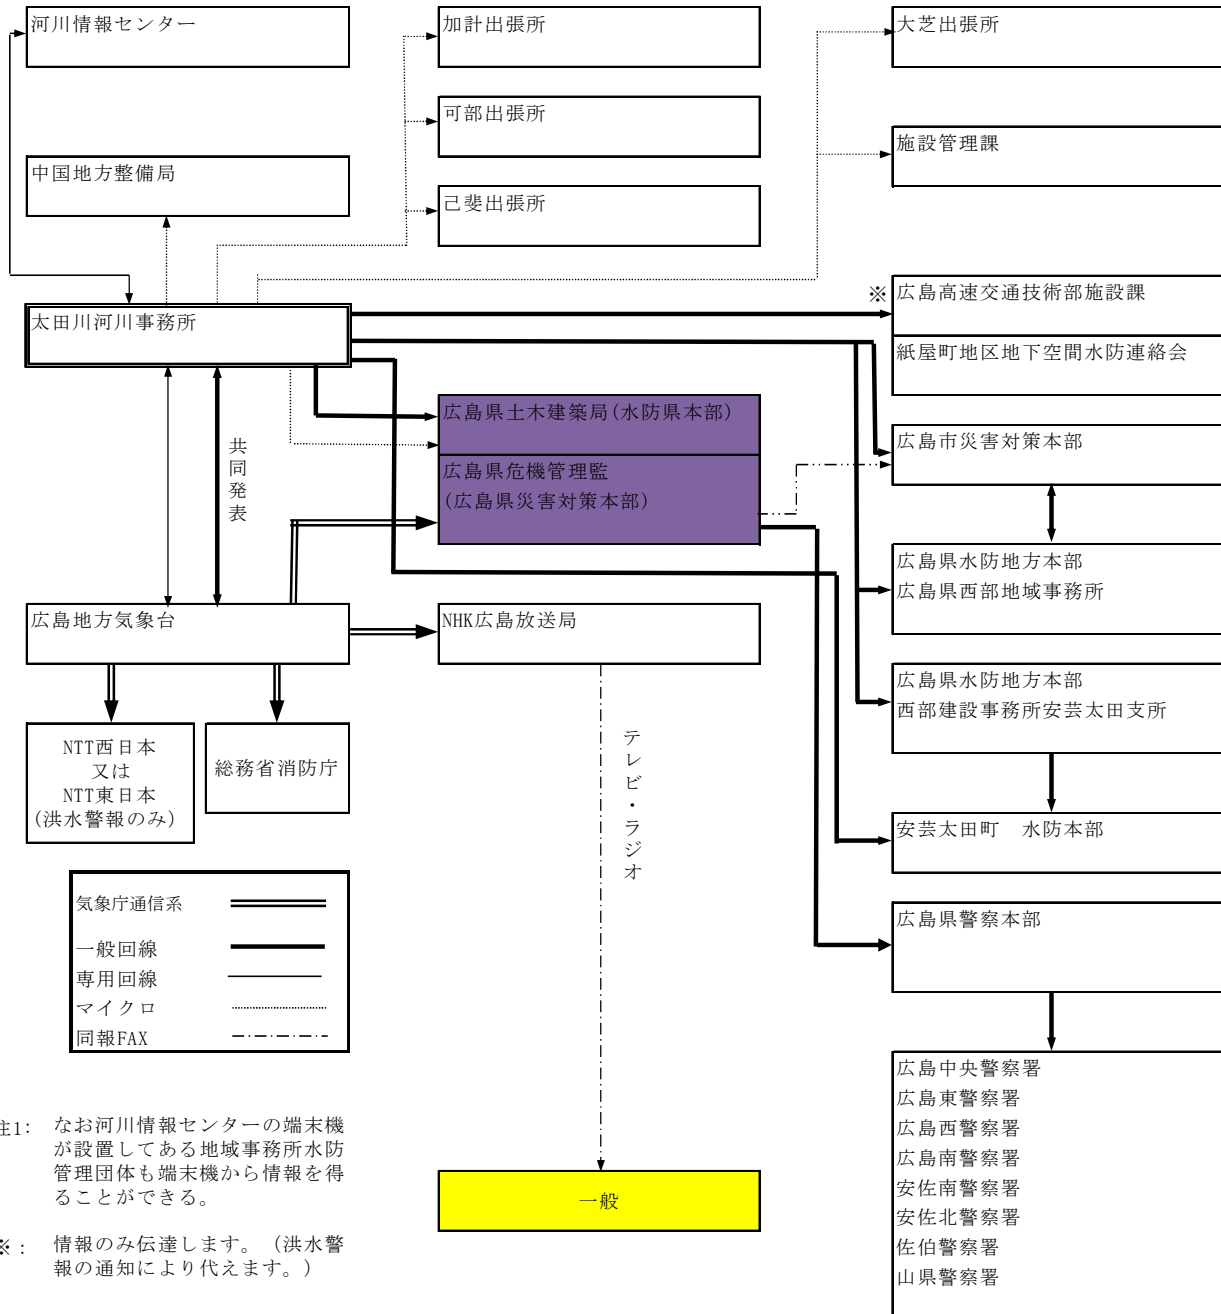 河川情報センター
加計出張所
大芝出張所
可部出張所
施設管理課
中国地方整備局
己斐出張所
※
広島高速交通技術部施設課
太田川河川事務所
紙屋町地区地下空間水防連絡会
広島県土木建築局(水防県本部)
広島市災害対策本部
共同発表
広島県危機管理監
(広島県災害対策本部)
広島県水防地方本部
広島県西部地域事務所
広島地方気象台
NHK広島放送局
広島県水防地方本部
西部建設事務所安芸太田支所
NTT西日本
又は
NTT東日本
(洪水警報のみ)
総務省消防庁
テレビ・ラジオ
安芸太田町　水防本部
気象庁通信系
一般回線
専用回線
マイクロ
同報FAX
広島県警察本部
広島中央警察署
広島東警察署
広島西警察署
広島南警察署
安佐南警察署
安佐北警察署
佐伯警察署
山県警察署
注1:　なお河川情報センターの端末機
が設置してある地域事務所水防
管理団体も端末機から情報を得
ることができる。
一般
※：　情報のみ伝達します。（洪水警
報の通知により代えます。）